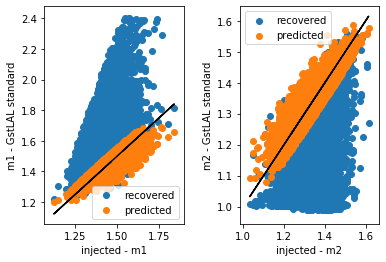 m1 - GstLAL standard
2.4
2.2
2.0
1.8
1.6
1.4
1.2
1.25
1.50
1.75
injected - m1
recovered
predicted
m2 - GstLAL standard
1.6
1.5
1.4
1.3
1.2
1.1
1.0
1.0
1.2
1.4
1.6
injected - m2
recovered
predicted